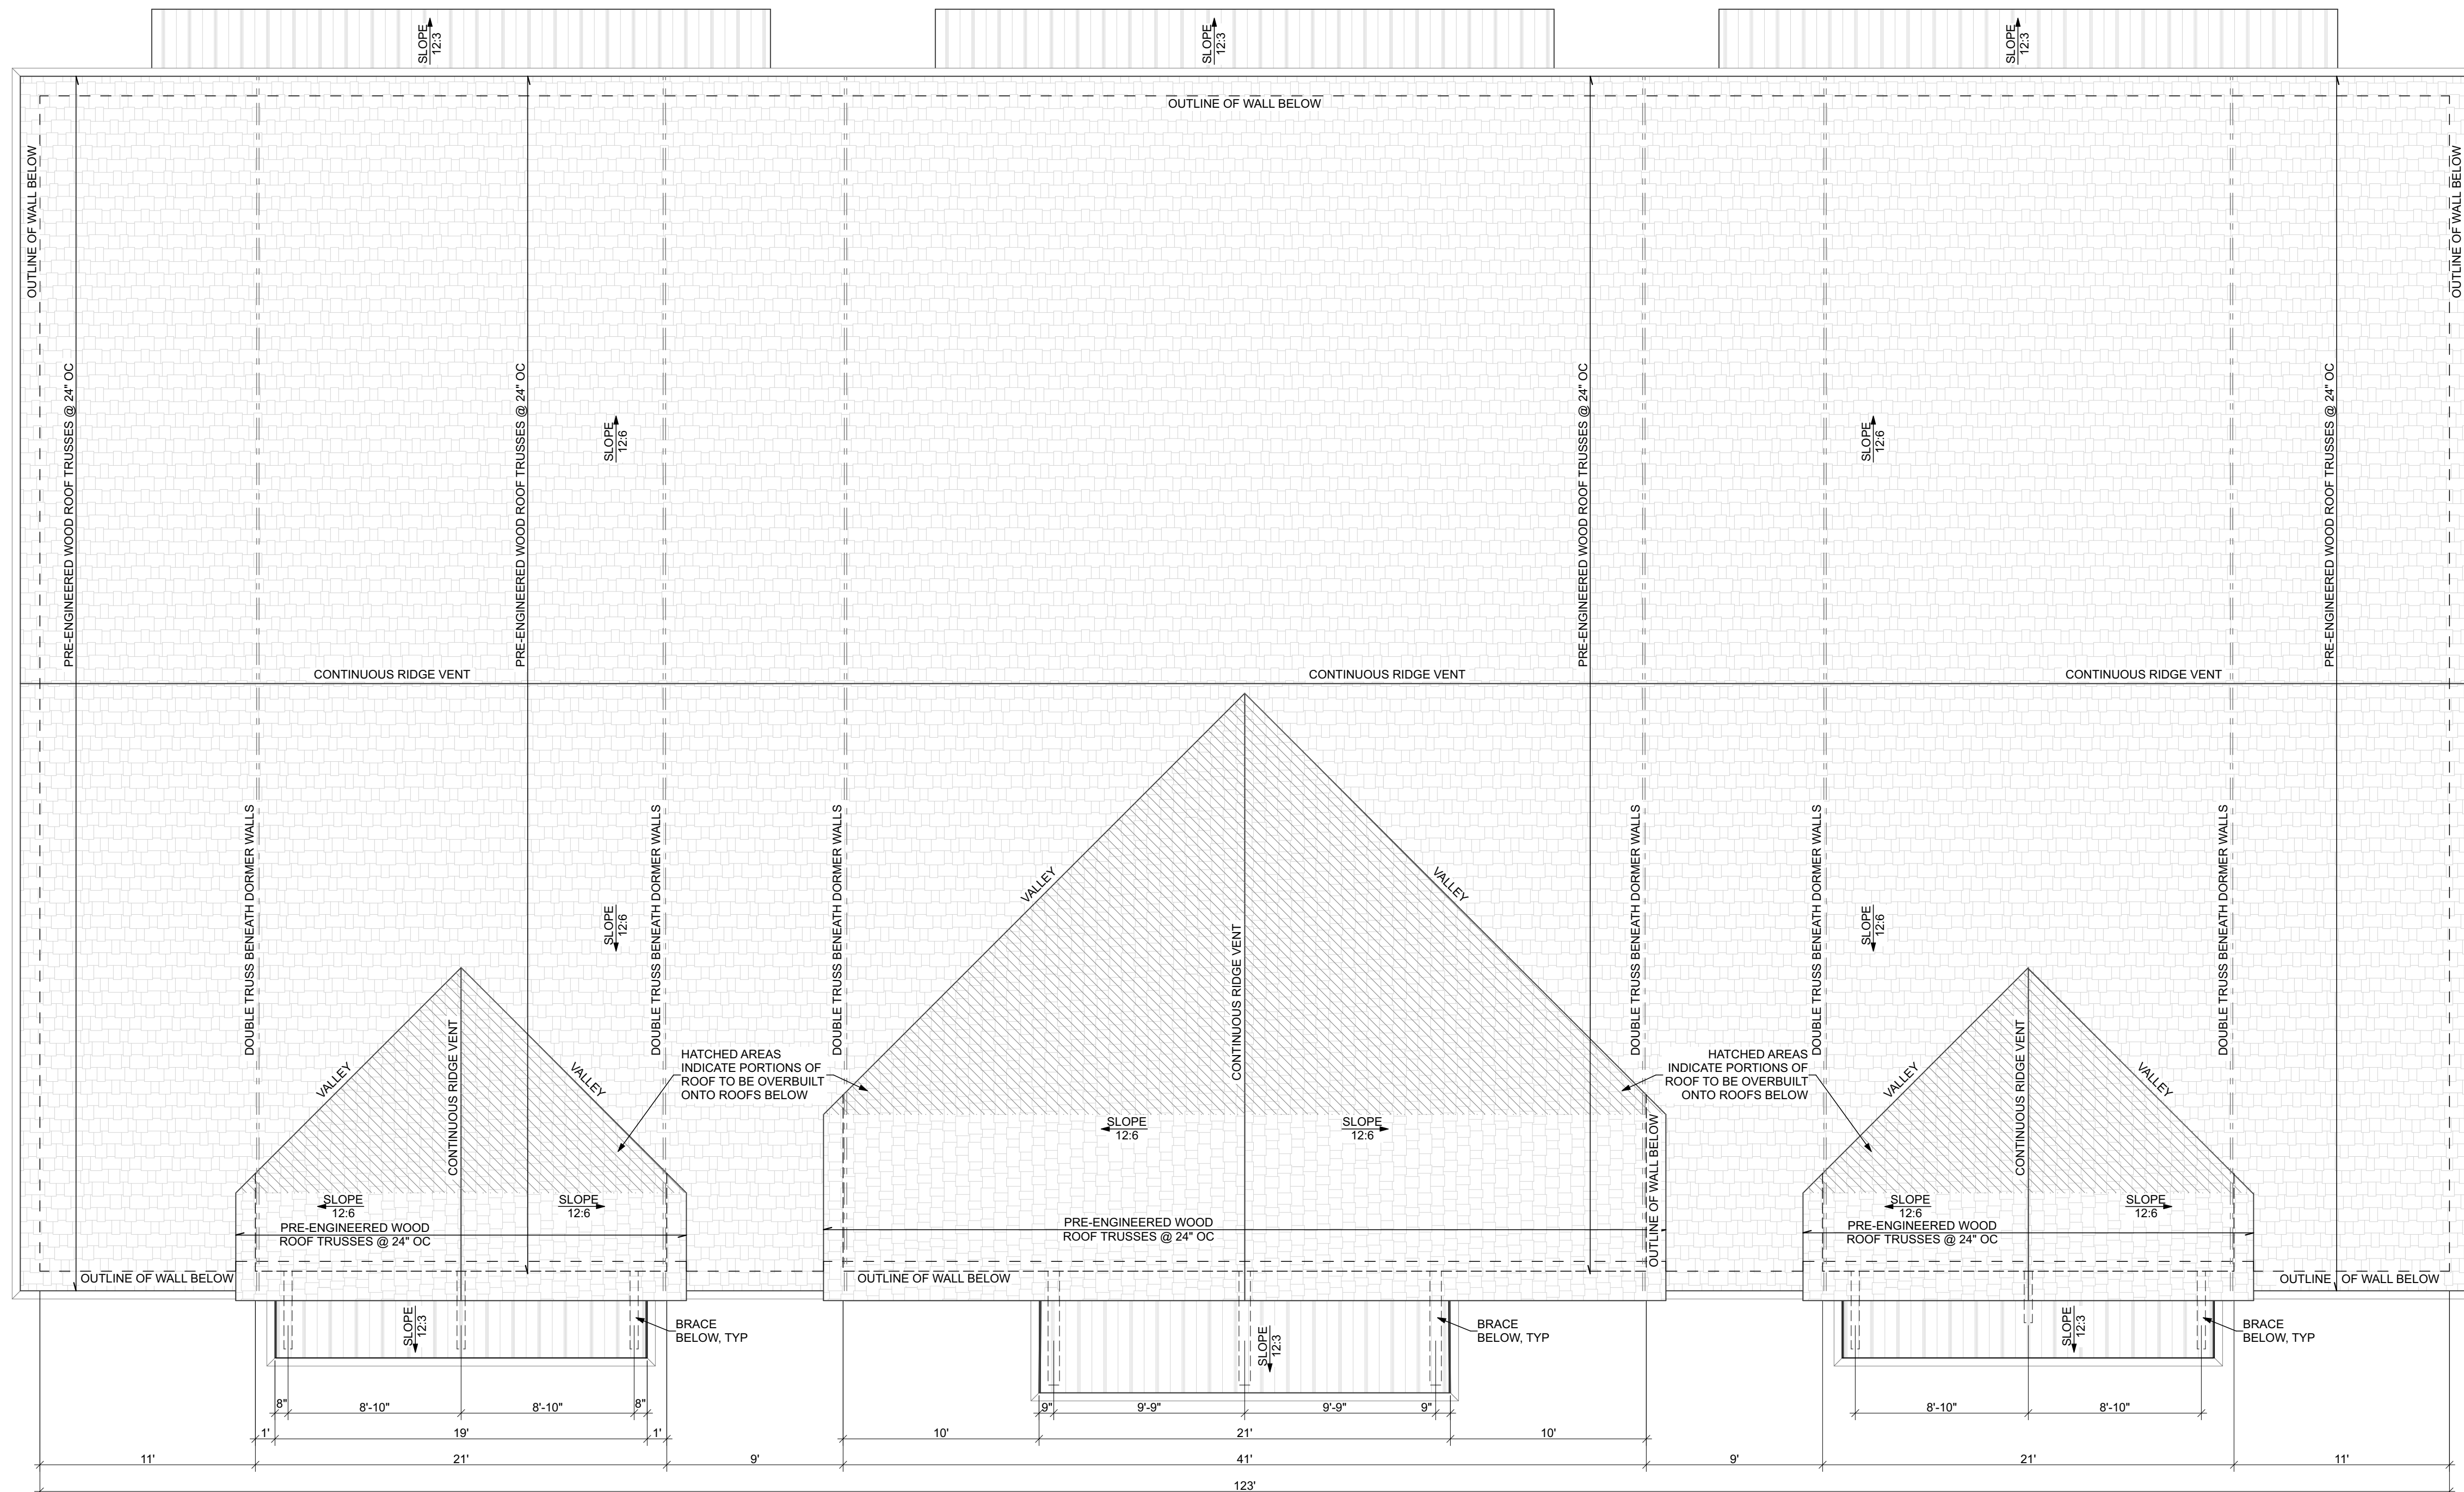 SLOPE
12:3
SLOPE
12:3
SLOPE
12:3
OUTLINE OF WALL BELOW
OUTLINE OF WALL BELOW
OUTLINE OF WALL BELOW
PRE-ENGINEERED WOOD ROOF TRUSSES @ 24" OC
PRE-ENGINEERED WOOD ROOF TRUSSES @ 24" OC
PRE-ENGINEERED WOOD ROOF TRUSSES @ 24" OC
PRE-ENGINEERED WOOD ROOF TRUSSES @ 24" OC
SLOPE
12:6
SLOPE
12:6
CONTINUOUS RIDGE VENT
CONTINUOUS RIDGE VENT
CONTINUOUS RIDGE VENT
DOUBLE TRUSS BENEATH DORMER WALLS
DOUBLE TRUSS BENEATH DORMER WALLS
DOUBLE TRUSS BENEATH DORMER WALLS
DOUBLE TRUSS BENEATH DORMER WALLS
DOUBLE TRUSS BENEATH DORMER WALLS
DOUBLE TRUSS BENEATH DORMER WALLS
VALLEY
VALLEY
SLOPE
12:6
SLOPE
12:6
CONTINUOUS RIDGE VENT
CONTINUOUS RIDGE VENT
CONTINUOUS RIDGE VENT
VALLEY
VALLEY
VALLEY
VALLEY
HATCHED AREAS
INDICATE PORTIONS OF
ROOF TO BE OVERBUILT
ONTO ROOFS BELOW
HATCHED AREAS
INDICATE PORTIONS OF
ROOF TO BE OVERBUILT
ONTO ROOFS BELOW
SLOPE
12:6
SLOPE
12:6
OUTLINE OF WALL BELOW
SLOPE
12:6
SLOPE
12:6
SLOPE
12:6
SLOPE
12:6
PRE-ENGINEERED WOOD
ROOF TRUSSES @ 24" OC
PRE-ENGINEERED WOOD
ROOF TRUSSES @ 24" OC
PRE-ENGINEERED WOOD
ROOF TRUSSES @ 24" OC
OUTLINE OF WALL BELOW
OUTLINE OF WALL BELOW
OUTLINE OF WALL BELOW
SLOPE
12:3
BRACE
BELOW, TYP
SLOPE
12:3
BRACE
BELOW, TYP
SLOPE
12:3
BRACE
BELOW, TYP
8"
8'-10"
8'-10"
8"
9"
9'-9"
9'-9"
9"
8'-10"
8'-10"
1'
19'
1'
10'
21'
10'
11'
21'
9'
41'
9'
21'
11'
123'